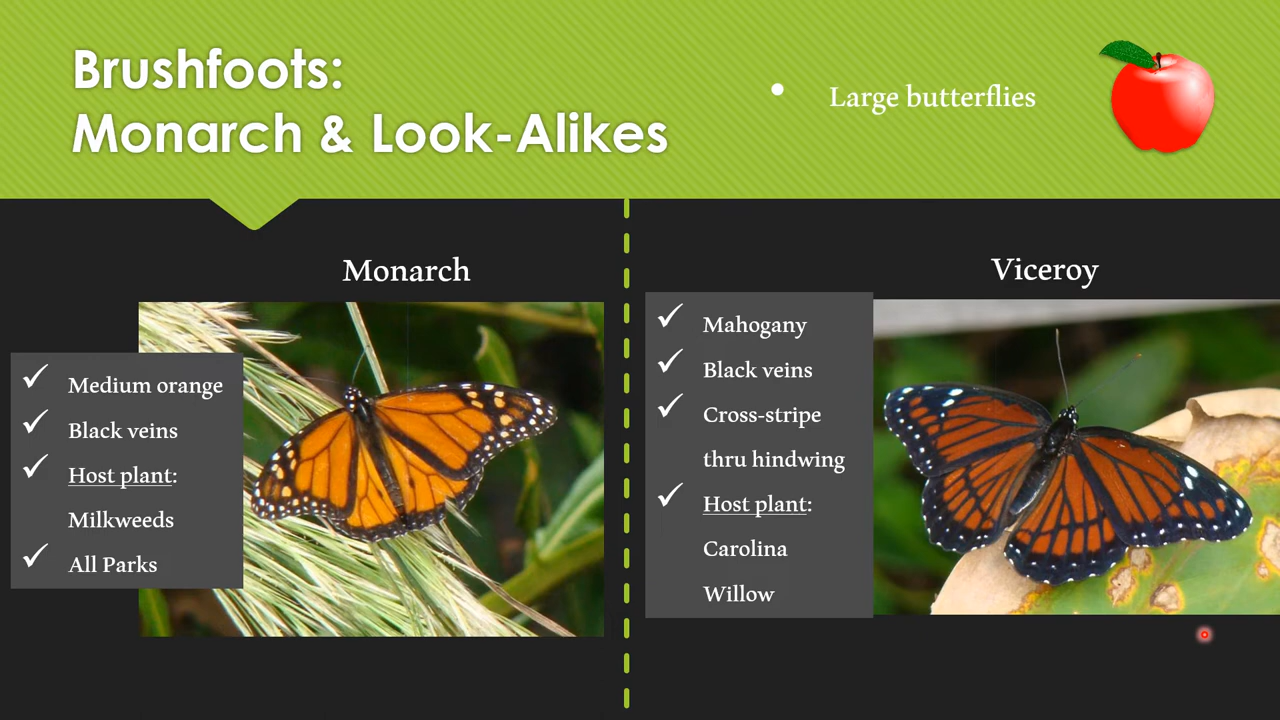 Brushfoots:
Monarch & Look-Alikes
Large butterflies
Monarch
Medium orange
Black veins
Host plant:
Milkweeds
All Parks
Viceroy
Mahogany
Black veins
Cross-stripe
thru hindwing
Host plant:
Carolina
Willow